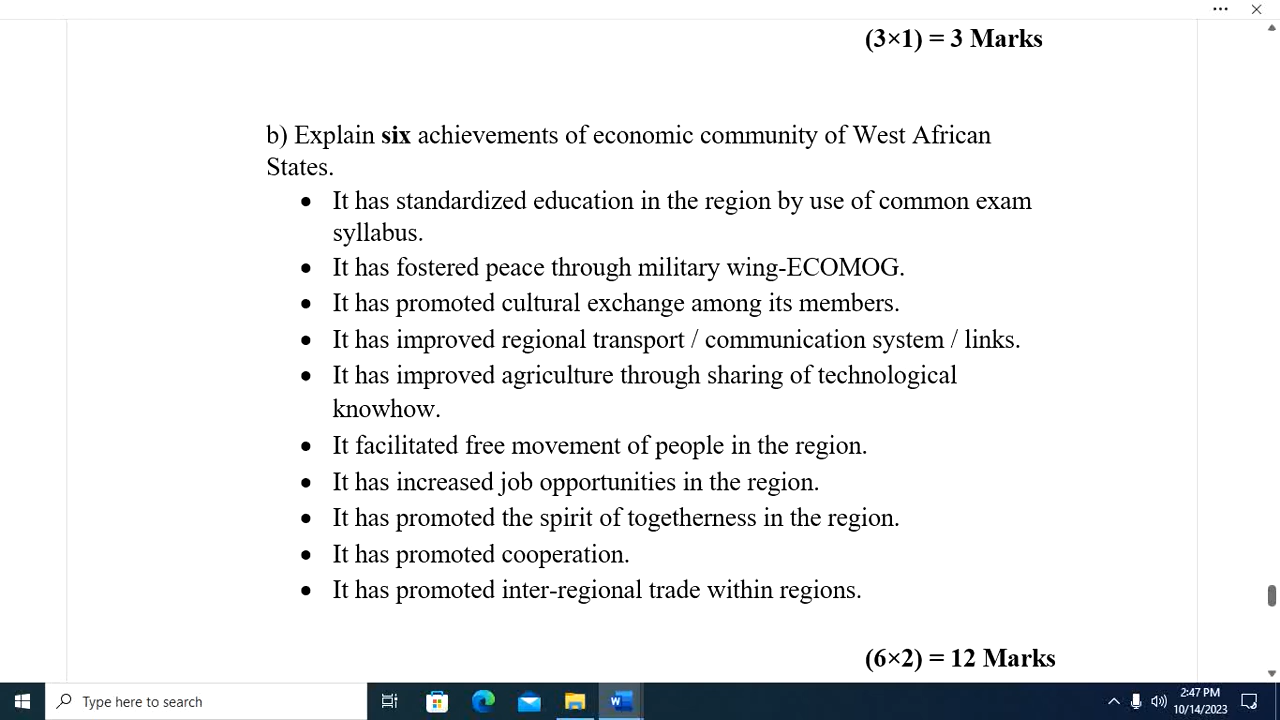 (3×1) = 3 Marks
b) Explain six achievements of economic community of West African
States.
• It has standardized education in the region by use of common exam
syllabus.
• It has fostered peace through military wing-ECOMOG.
• It has promoted cultural exchange among its members.
• It has improved regional transport / communication system / links.
• It has improved agriculture through sharing of technological
knowhow.
• It facilitated free movement of people in the region.
• It has increased job opportunities in the region.
• It has promoted the spirit of togetherness in the region.
• It has promoted cooperation.
• It has promoted inter-regional trade within regions.
(6×2) = 12 Marks
Type here to search
2:47 PM
10/14/2023